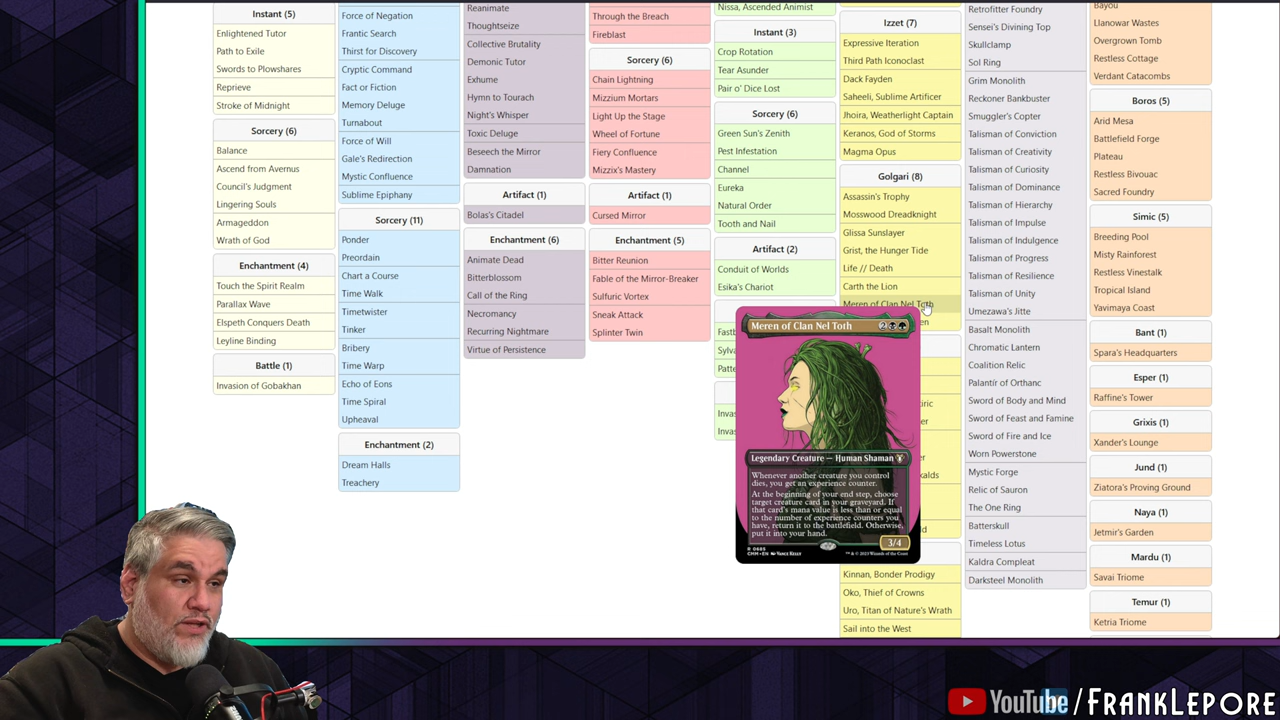 Instant (5)
Enlightened Tutor
Path to Exile
Swords to Plowshares
Reprieve
Stroke of Midnight
Sorcery (6)
Balance
Ascend from Avernus
Council's Judgment
Lingering Souls
Armageddon
Wrath of God
Enchantment (4)
Touch the Spirit Realm
Parallax Wave
Elspeth Conquers Death
Leyline Binding
Battle (1)
Invasion of Gobakhan
Force of Negation
Frantic Search
Thirst for Discovery
Cryptic Command
Fact or Fiction
Memory Deluge
Turnabout
Force of Will
Gale's Redirection
Mystic Confluence
Sublime Epiphany
Sorcery (11)
Ponder
Preordain
Chart a Course
Time Walk
Timetwister
Tinker
Bribery
Time Warp
Echo of Eons
Time Spiral
Upheaval
Enchantment (2)
Dream Halls
Treachery
Reanimate
Thoughtseize
Collective Brutality
Demonic Tutor
Exhume
Hymn to Tourach
Night's Whisper
Toxic Deluge
Beseech the Mirror
Damnation
Artifact (1)
Bolas's Citadel
Enchantment (6)
Animate Dead
Bitterblossom
Call of the Ring
Necromancy
Recurring Nightmare
Virtue of Persistence
Through the Breach
Fireblast
Sorcery (6)
Chain Lightning
Mizzium Mortars
Light Up the Stage
Wheel of Fortune
Fiery Confluence
Mizzix's Mastery
Artifact (1)
Cursed Mirror
Enchantment (5)
Bitter Reunion
Fable of the Mirror-Breaker
Sulfuric Vortex
Sneak Attack
Splinter Twin
Nissa, Ascended Animist
Instant (3)
Crop Rotation
Tear Asunder
Pair o' Dice Lost
Sorcery (6)
Green Sun's Zenith
Pest Infestation
Channel
Eureka
Natural Order
Tooth and Nail
Artifact (2)
Conduit of Worlds
Esika's Chariot
Fastb
Sylva
Patte
Invas
Invas
Izzet (7)
Expressive Iteration
Third Path Iconoclast
Dack Fayden
Saheeli, Sublime Artificer
Jhoira, Weatherlight Captain
Keranos, God of Storms
Magma Opus
Golgari (8)
Assassin's Trophy
Mosswood Dreadknight
Glissa Sunslayer
Grist, the Hunger Tide
Life // Death
Carth the Lion
Meren of Clan Nel Toth
Kinnan, Bonder Prodigy
Oko, Thief of Crowns
Uro, Titan of Nature's Wrath
Sail into the West
Meren of Clan Nel Toth
2
Legendary Creature — Human Shaman
Whenever another creature you control
dies, you get an experience counter.
At the beginning of your end step, choose
target creature card in your graveyard. If
that card's mana value is less than or equal
to the number of experience counters you
have, return it to the battlefield. Otherwise,
put it into your hand.
3/4
Retrofitter Foundry
Sensei's Divining Top
Skullclamp
Sol Ring
Grim Monolith
Reckoner Bankbuster
Smuggler's Copter
Talisman of Conviction
Talisman of Creativity
Talisman of Curiosity
Talisman of Dominance
Talisman of Hierarchy
Talisman of Impulse
Talisman of Indulgence
Talisman of Progress
Talisman of Resilience
Talisman of Unity
Umezawa's Jitte
Basalt Monolith
Chromatic Lantern
Coalition Relic
Palantír of Orthanc
Sword of Body and Mind
Sword of Feast and Famine
Sword of Fire and Ice
Worn Powerstone
Mystic Forge
Relic of Sauron
The One Ring
Batterskull
Timeless Lotus
Kaldra Compleat
Darksteel Monolith
Bayou
Llanowar Wastes
Overgrown Tomb
Restless Cottage
Verdant Catacombs
Boros (5)
Arid Mesa
Battlefield Forge
Plateau
Restless Bivouac
Sacred Foundry
Simic (5)
Breeding Pool
Misty Rainforest
Restless Vinestalk
Tropical Island
Yavimaya Coast
Bant (1)
Spara's Headquarters
Esper (1)
Raffine's Tower
Grixis (1)
Xander's Lounge
Jund (1)
Ziatora's Proving Ground
Naya (1)
Jetmir's Garden
Mardu (1)
Savai Triome
Temur (1)
Ketria Triome
YouTube/FrankLepore